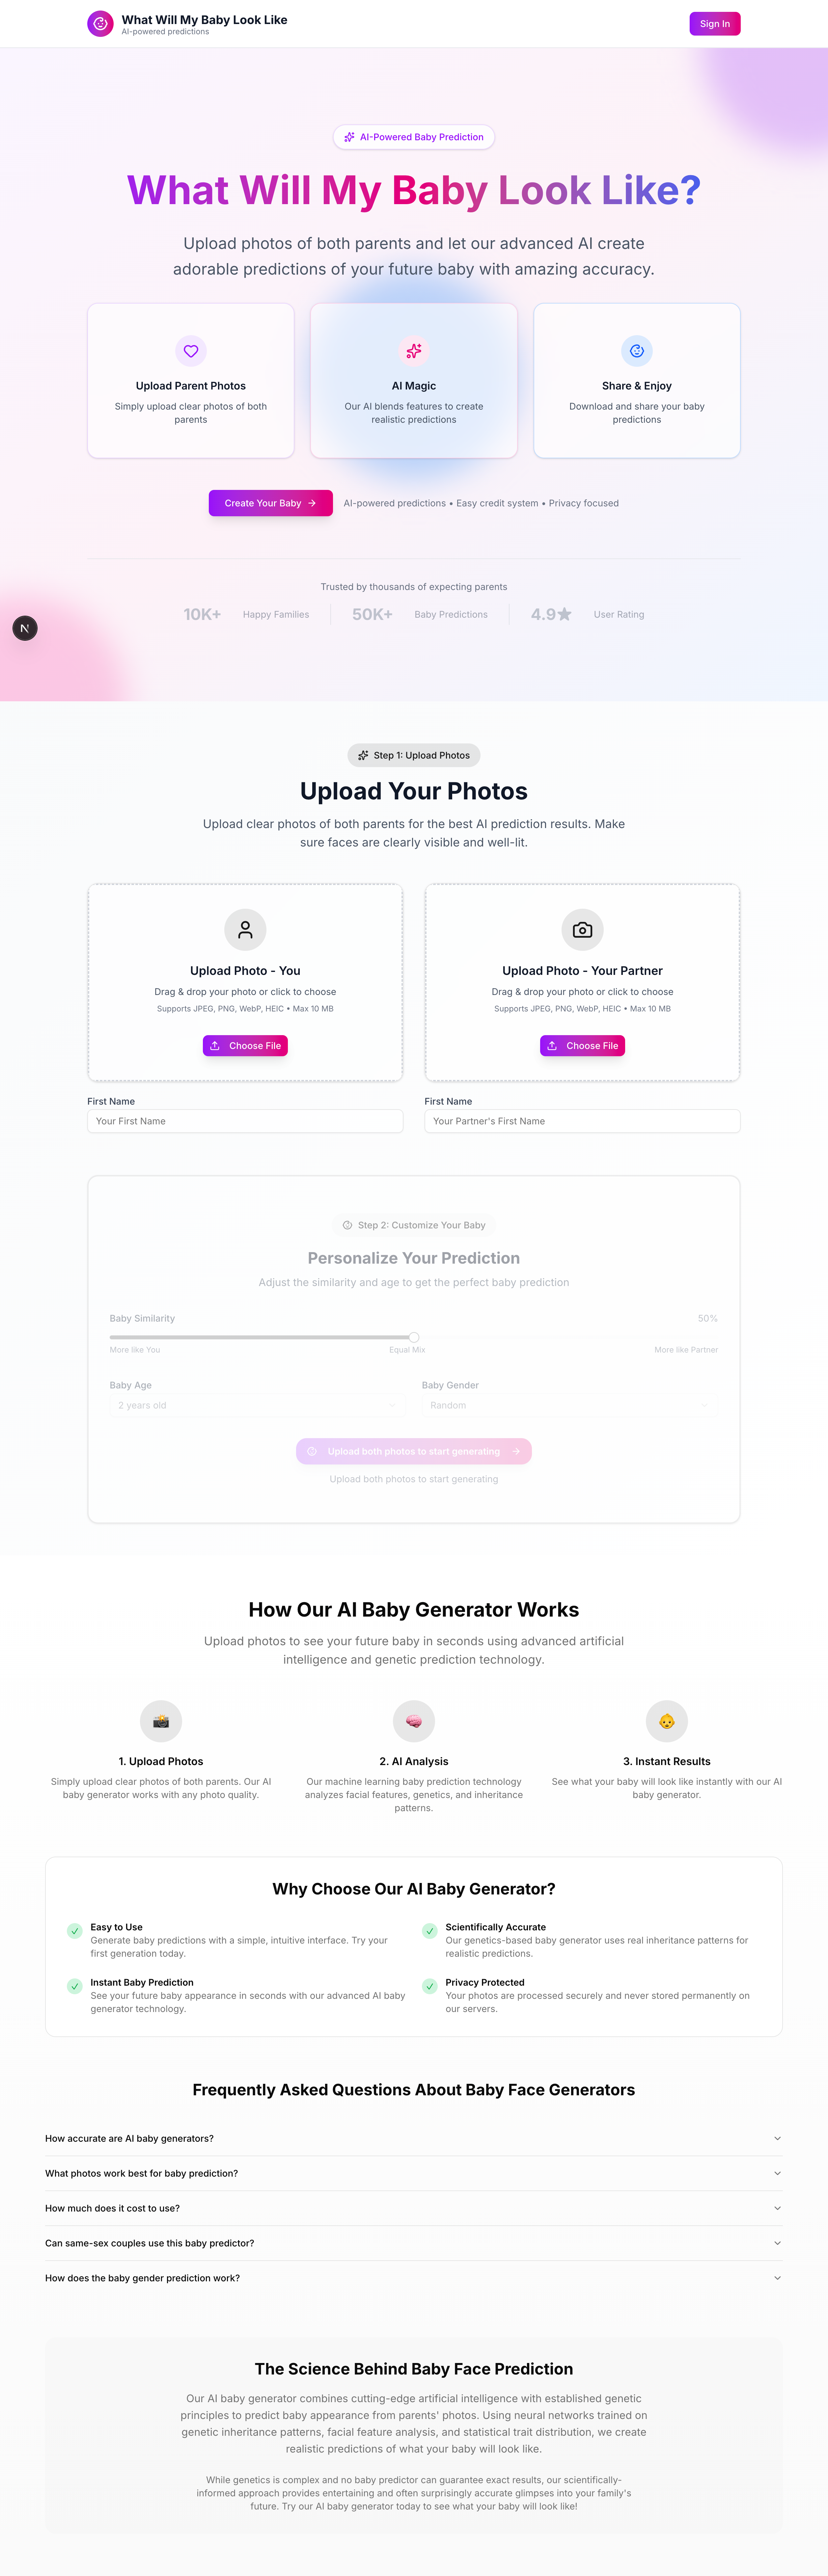 What Will My Baby Look Like
AI-powered predictions
Sign In
AI-Powered Baby Prediction
What Will My Baby Look Like?
Upload photos of both parents and let our advanced AI create
adorable predictions of your future baby with amazing accuracy.
Upload Parent Photos
Simply upload clear photos of both
parents
AI Magic
Our AI blends features to create
realistic predictions
Share & Enjoy
Download and share your baby
predictions
Create Your Baby →
AI-powered predictions • Easy credit system • Privacy focused
Trusted by thousands of expecting parents
10K+ Happy Families
50K+ Baby Predictions
4.9★ User Rating
N
Step 1: Upload Photos
Upload Your Photos
Upload clear photos of both parents for the best AI prediction results. Make
sure faces are clearly visible and well-lit.
Upload Photo - You
Drag & drop your photo or click to choose
Supports JPEG, PNG, WebP, HEIC • Max 10 MB
Choose File
First Name
Your First Name
Upload Photo - Your Partner
Drag & drop your photo or click to choose
Supports JPEG, PNG, WebP, HEIC • Max 10 MB
Choose File
First Name
Your Partner's First Name
Step 2: Customize Your Baby
Personalize Your Prediction
Adjust the similarity and age to get the perfect baby prediction
Baby Similarity 50%
More like You Equal Mix More like Partner
Baby Age
2 years old
Baby Gender
Random
Upload both photos to start generating →
Upload both photos to start generating
How Our AI Baby Generator Works
Upload photos to see your future baby in seconds using advanced artificial
intelligence and genetic prediction technology.
1. Upload Photos
Simply upload clear photos of both parents. Our AI
baby generator works with any photo quality.
2. AI Analysis
Our machine learning baby prediction technology
analyzes facial features, genetics, and inheritance
patterns.
3. Instant Results
See what your baby will look like instantly with our AI
baby generator.
Why Choose Our AI Baby Generator?
Easy to Use
Generate baby predictions with a simple, intuitive interface. Try your
first generation today.
Scientifically Accurate
Our genetics-based baby generator uses real inheritance patterns for
realistic predictions.
Instant Baby Prediction
See your future baby appearance in seconds with our advanced AI baby
generator technology.
Privacy Protected
Your photos are processed securely and never stored permanently on
our servers.
Frequently Asked Questions About Baby Face Generators
How accurate are AI baby generators?
What photos work best for baby prediction?
How much does it cost to use?
Can same-sex couples use this baby predictor?
How does the baby gender prediction work?
The Science Behind Baby Face Prediction
Our AI baby generator combines cutting-edge artificial intelligence with established genetic
principles to predict baby appearance from parents' photos. Using neural networks trained on
genetic inheritance patterns, facial feature analysis, and statistical trait distribution, we create
realistic predictions of what your baby will look like.
While genetics is complex and no baby predictor can guarantee exact results, our scientifically-
informed approach provides entertaining and often surprisingly accurate glimpses into your family's
future. Try our AI baby generator today to see what your baby will look like!